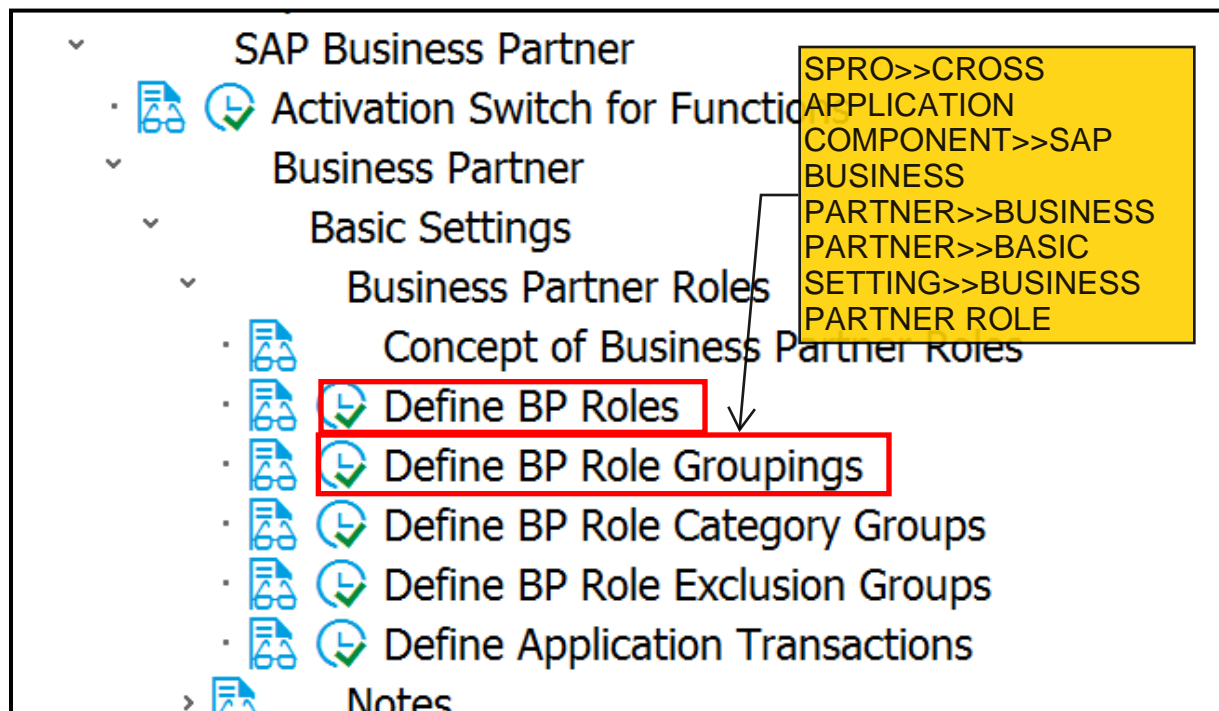 SAP Business Partner
Activation Switch for Functions
Business Partner
Basic Settings
Business Partner Roles
Concept of Business Partner Roles
Define BP Roles
Define BP Role Groupings
Define BP Role Category Groups
Define BP Role Exclusion Groups
Define Application Transactions
Notes
SPRO>>CROSS
APPLICATION
COMPONENT>>SAP
BUSINESS
PARTNER>>BUSINESS
PARTNER>>BASIC
SETTING>>BUSINESS
PARTNER ROLE